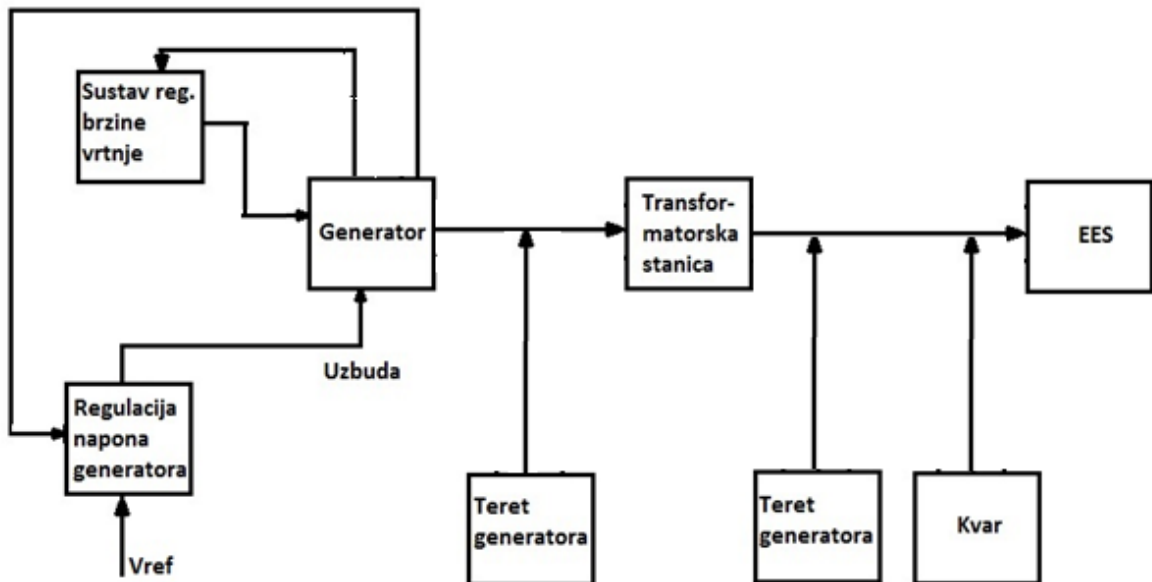 Sustav reg.
brzine
vrtnje
Generator
Transfor-
matorska
stanica
EES
Uzbuda
Regulacija
napona
generatora
Vref
Teret
generatora
Teret
generatora
Kvar